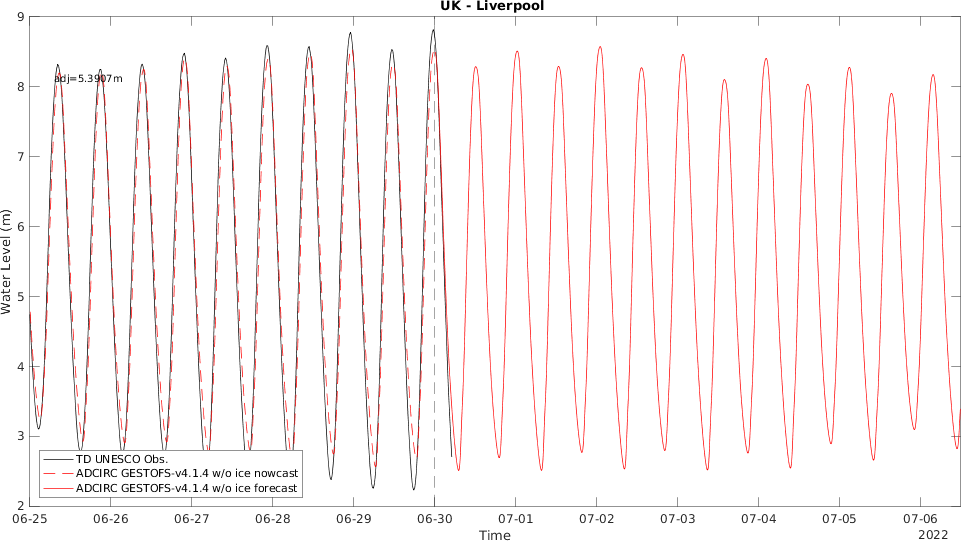 UK - Liverpool
9
8
7
6
5
4
3
2
Water Level (m)
adj=5.3907m
TD UNESCO Obs.
ADCIRC GESTOFS-v4.1.4 w/o ice nowcast
ADCIRC GESTOFS-v4.1.4 w/o ice forecast
06-25 06-26 06-27 06-28 06-29 06-30 07-01 07-02 07-03 07-04 07-05 07-06
Time
2022